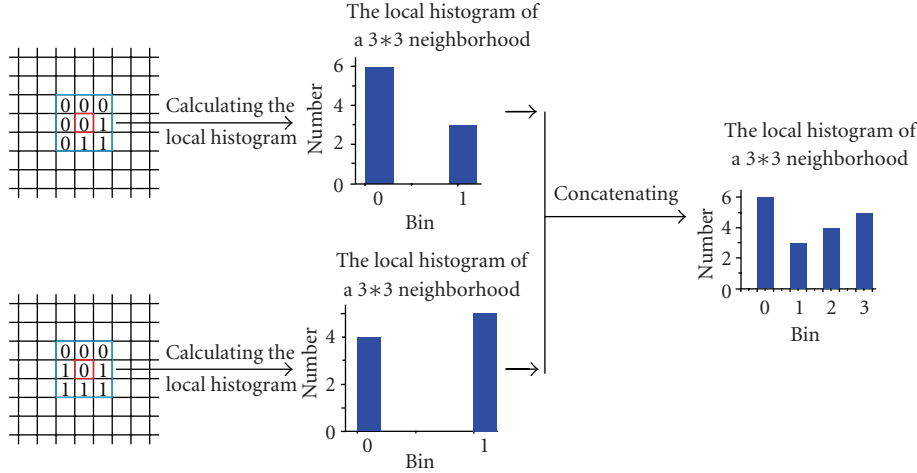 The local histogram of
a 3∗3 neighborhood
0 0 0
0 0 1
0 1 1
Calculating the
local histogram
Number
6
4
2
0
0 1
Bin
The local histogram of
a 3∗3 neighborhood
0 0 0
1 0 1
1 1 1
Calculating the
local histogram
Number
4
2
0
0 1
Bin
Concatenating
The local histogram of
a 3∗3 neighborhood
Number
6
4
2
0
0 1 2 3
Bin